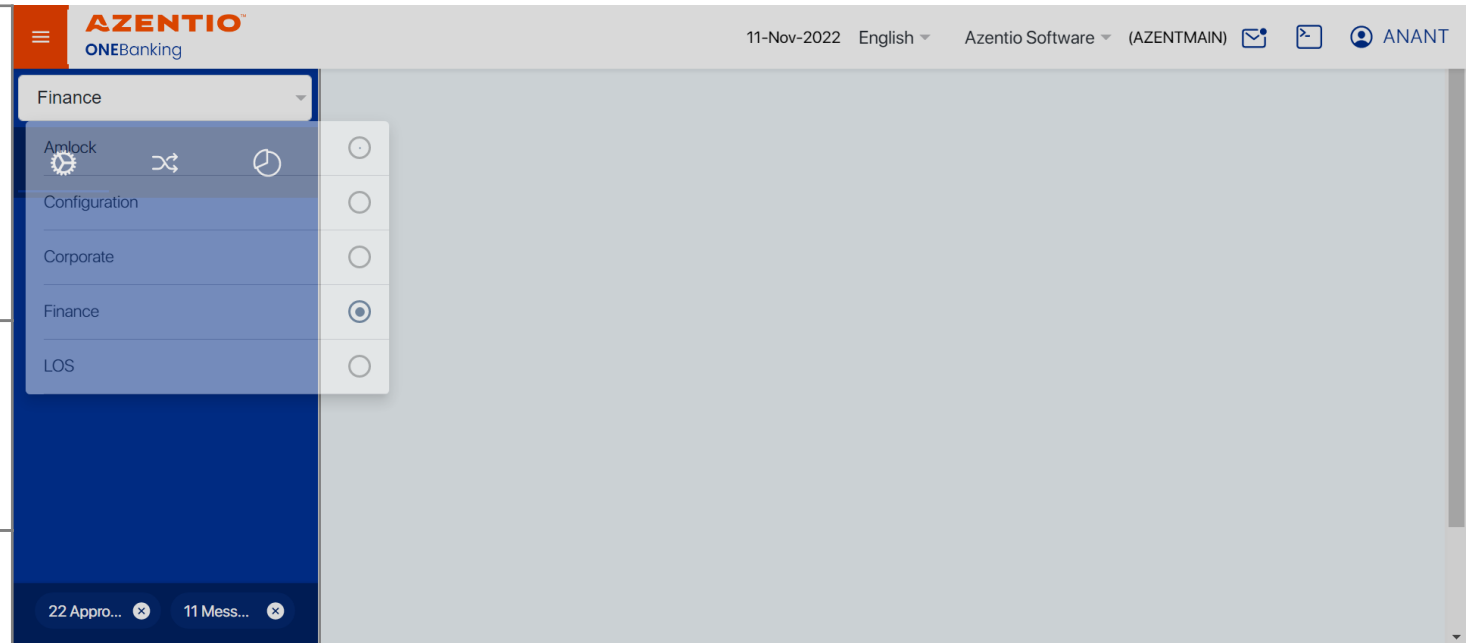 AZENTIO™
ONEBanking
11-Nov-2022 English Azentio Software (AZENTMAIN) ANANT
Finance
Amlock
Configuration
Corporate
Finance
LOS
22 Appro... 11 Mess...